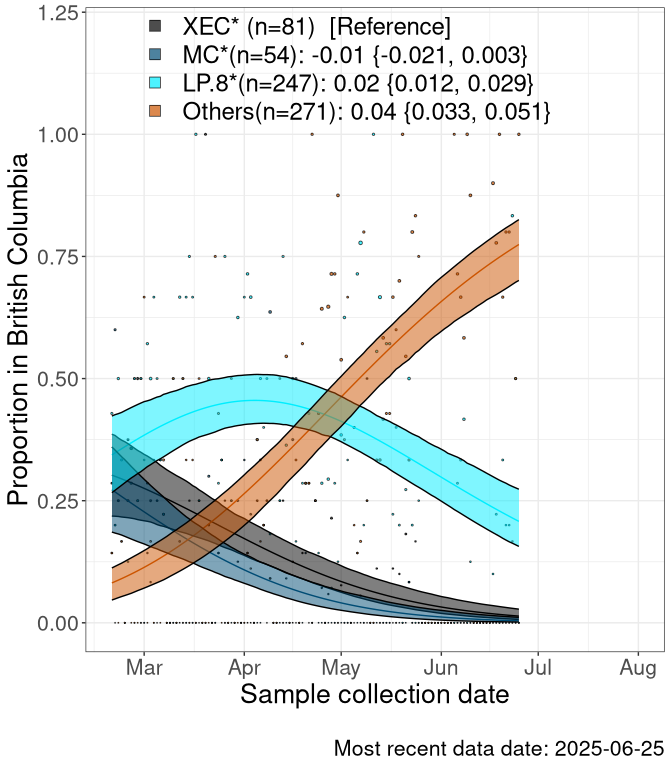 XEC* (n=81)  [Reference]
MC*(n=54): -0.01 {-0.021, 0.003}
LP.8*(n=247): 0.02 {0.012, 0.029}
Others(n=271): 0.04 {0.033, 0.051}
1.25
1.00
0.75
0.50
0.25
0.00
Proportion in British Columbia
Mar Apr May Jun Jul Aug
Sample collection date
Most recent data date: 2025-06-25